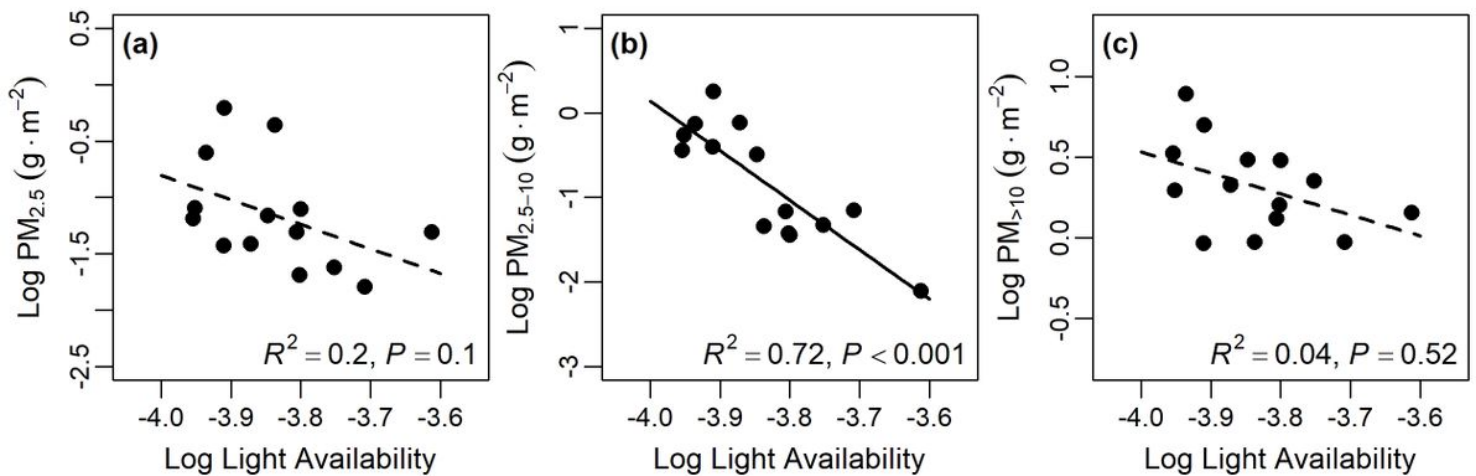 (a)
Log PM2.5 (g · m−2)
0.5
-0.5
-1.5
-2.5
R2 = 0.2, P = 0.1
-4.0 -3.9 -3.8 -3.7 -3.6
Log Light Availability
(b)
Log PM2.5−10 (g · m−2)
1
0
-1
-2
-3
R2 = 0.72, P < 0.001
-4.0 -3.9 -3.8 -3.7 -3.6
Log Light Availability
(c)
Log PM>10 (g · m−2)
1.0
0.5
0.0
-0.5
R2 = 0.04, P = 0.52
-4.0 -3.9 -3.8 -3.7 -3.6
Log Light Availability